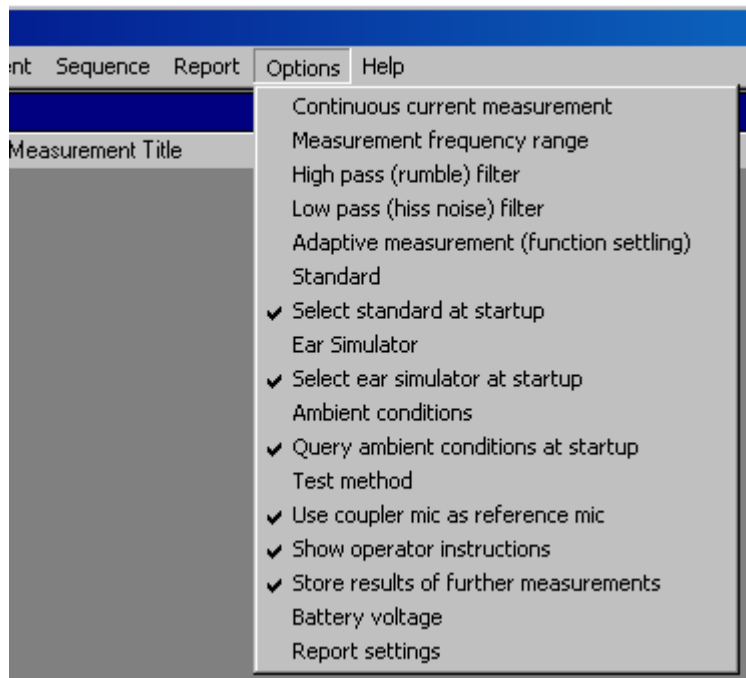 ent Sequence Report Options Help
Measurement Title
Continuous current measurement
Measurement frequency range
High pass (rumble) filter
Low pass (hiss noise) filter
Adaptive measurement (function settling)
Standard
Select standard at startup
Ear Simulator
Select ear simulator at startup
Ambient conditions
Query ambient conditions at startup
Test method
Use coupler mic as reference mic
Show operator instructions
Store results of further measurements
Battery voltage
Report settings